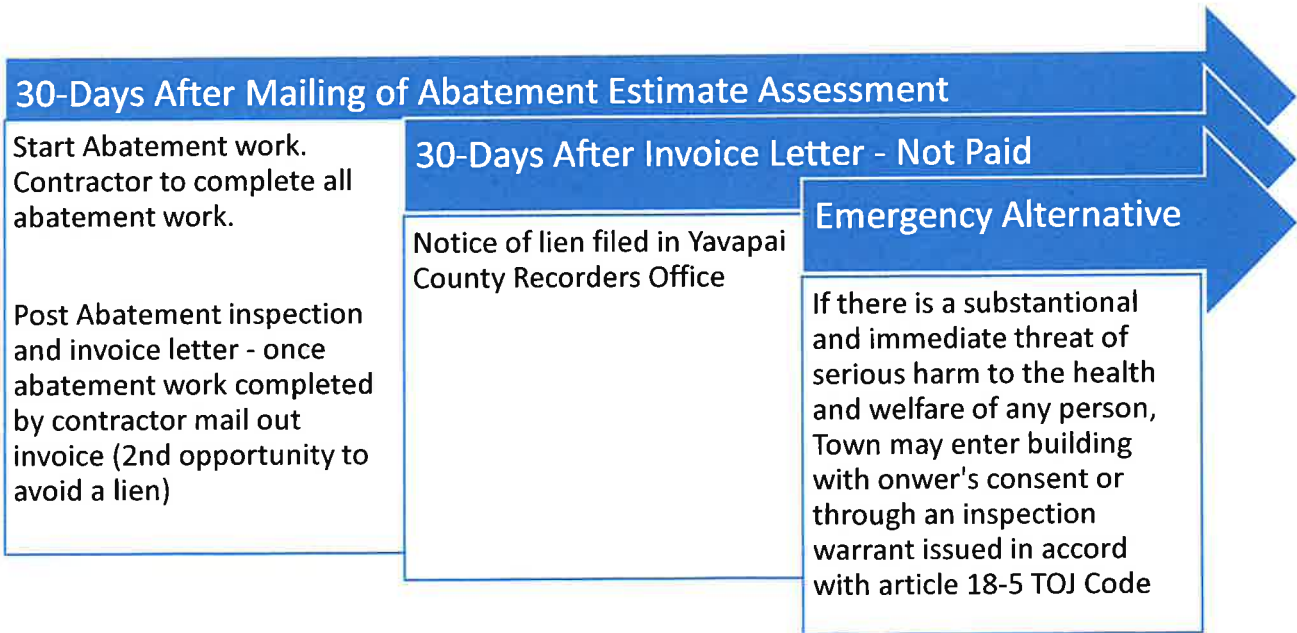 30-Days After Mailing of Abatement Estimate Assessment
Start Abatement work.
Contractor to complete all
abatement work.
Post Abatement inspection
and invoice letter - once
abatement work completed
by contractor mail out
invoice (2nd opportunity to
avoid a lien)
30-Days After Invoice Letter - Not Paid
Notice of lien filed in Yavapai
County Recorders Office
Emergency Alternative
If there is a substantional
and immediate threat of
serious harm to the health
and welfare of any person,
Town may enter building
with onwer's consent or
through an inspection
warrant issued in accord
with article 18-5 TOJ Code